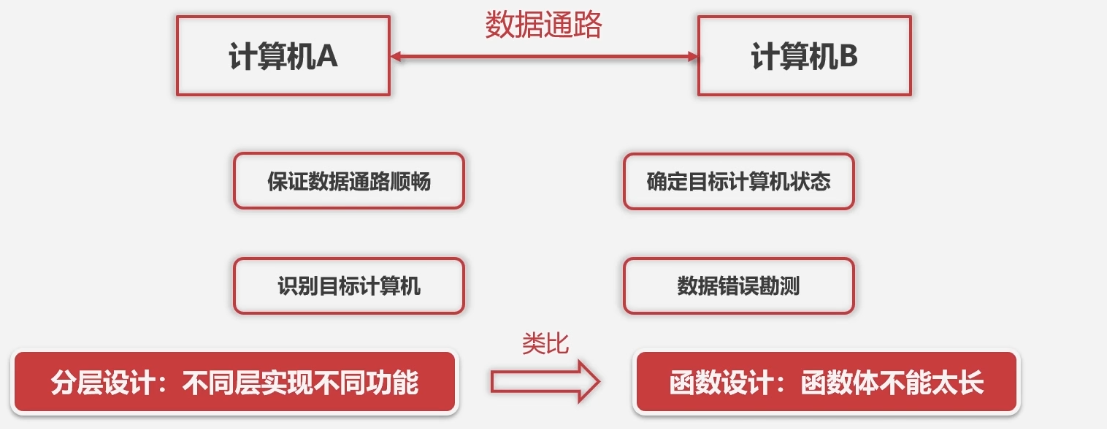 数据通路
计算机A
计算机B
保证数据通路顺畅
确定目标计算机状态
识别目标计算机
数据错误勘测
类比
分层设计：不同层实现不同功能
函数设计：函数体不能太长